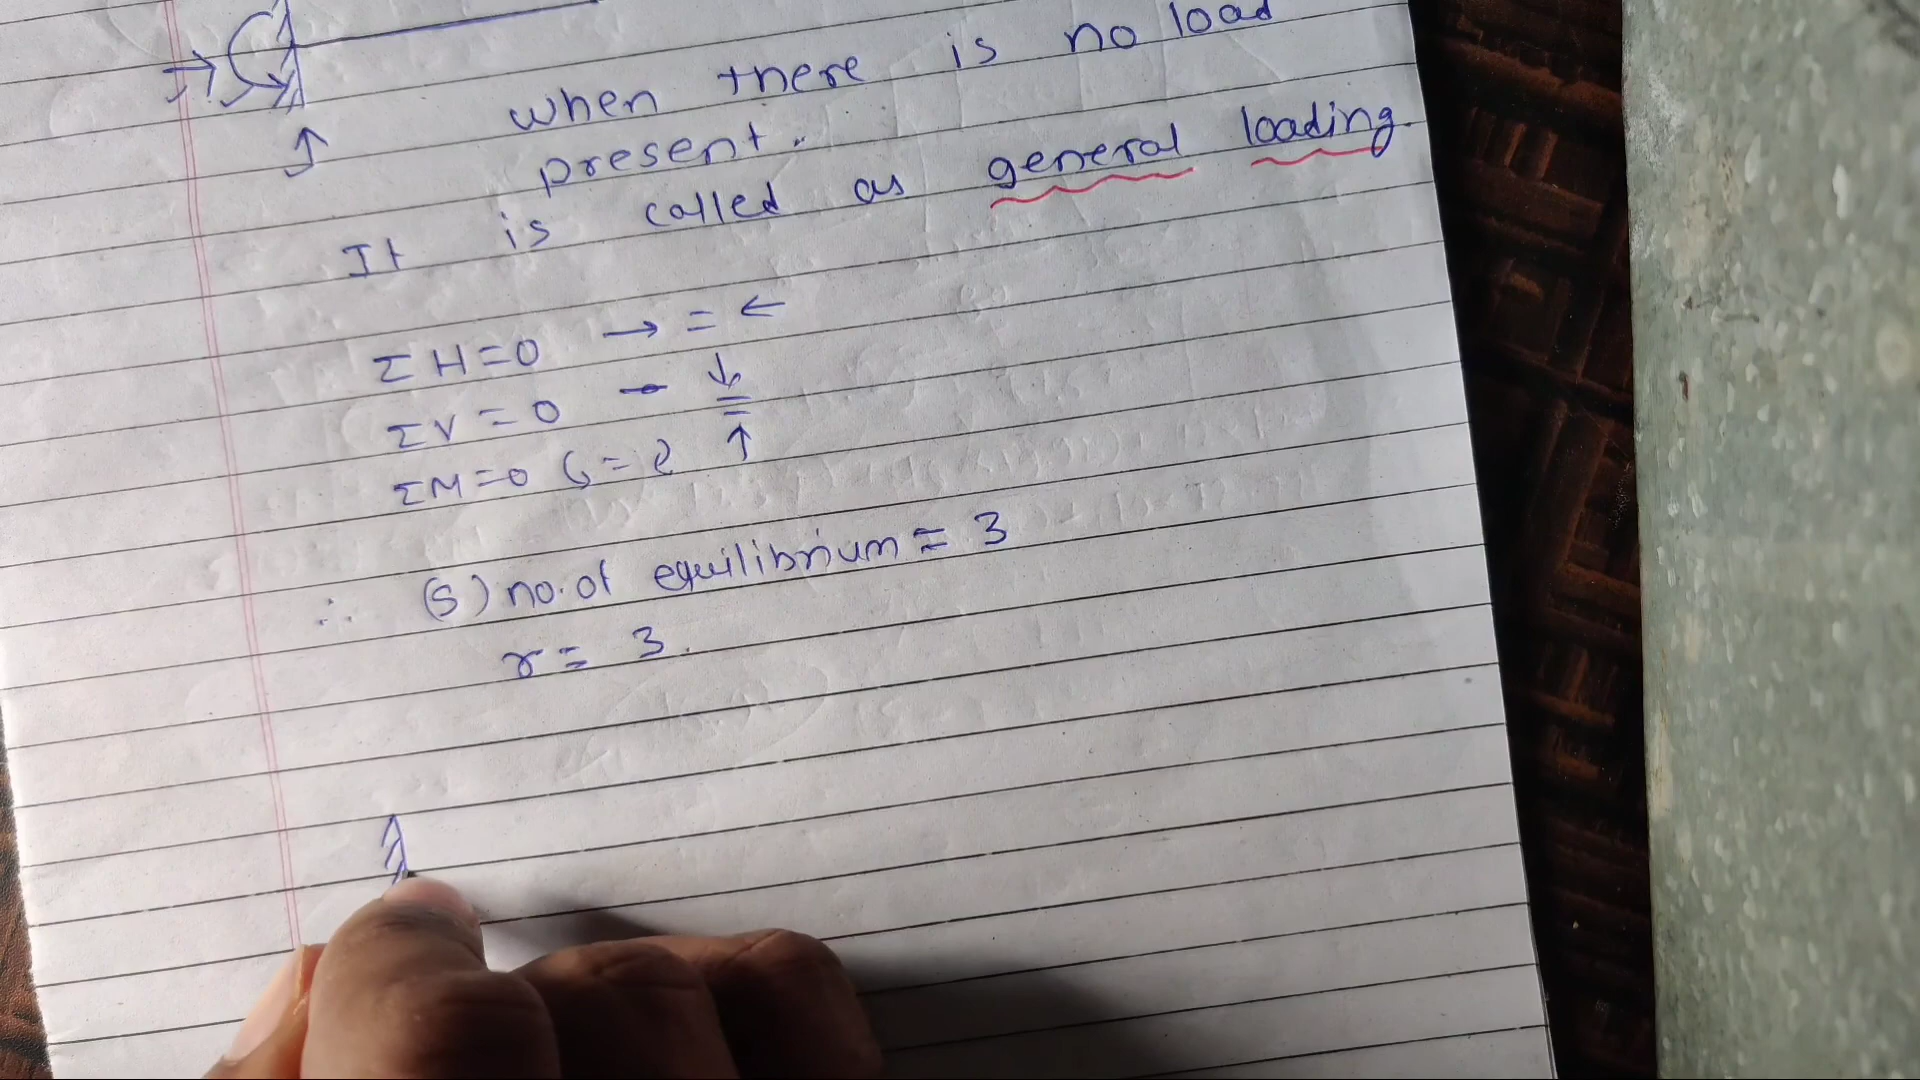 when there is no load
present.
It is called as general loading.
ΣH=0 → = ←
ΣV=0 - ↓ = ↑
ΣM=0 ↺ = ↻
∴ (S) no. of equilibrium = 3
r = 3.